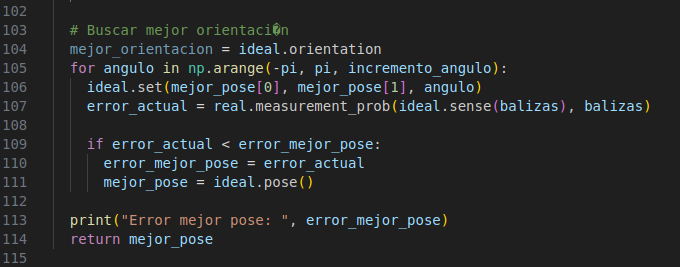 102
103 # Buscar mejor orientaci�n
104 mejor_orientacion = ideal.orientation
105 for angulo in np.arange(-pi, pi, incremento_angulo):
106 ideal.set(mejor_pose[0], mejor_pose[1], angulo)
107 error_actual = real.measurement_prob(ideal.sense(balizas), balizas)
108
109 if error_actual < error_mejor_pose:
110 error_mejor_pose = error_actual
111 mejor_pose = ideal.pose()
112
113 print("Error mejor pose: ", error_mejor_pose)
114 return mejor_pose
115